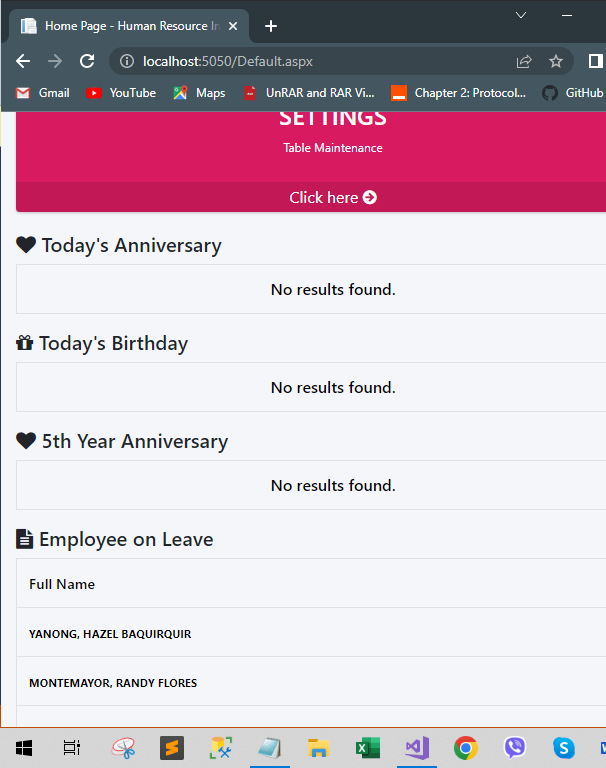 Home Page - Human Resource In
localhost:5050/Default.aspx
Gmail YouTube Maps UnRAR and RAR Vi... Chapter 2: Protocol... GitHub
SETTINGS
Table Maintenance
Click here
Today's Anniversary
No results found.
Today's Birthday
No results found.
5th Year Anniversary
No results found.
Employee on Leave
Full Name
YANONG, HAZEL BAQUIRQUIR
MONTEMAYOR, RANDY FLORES